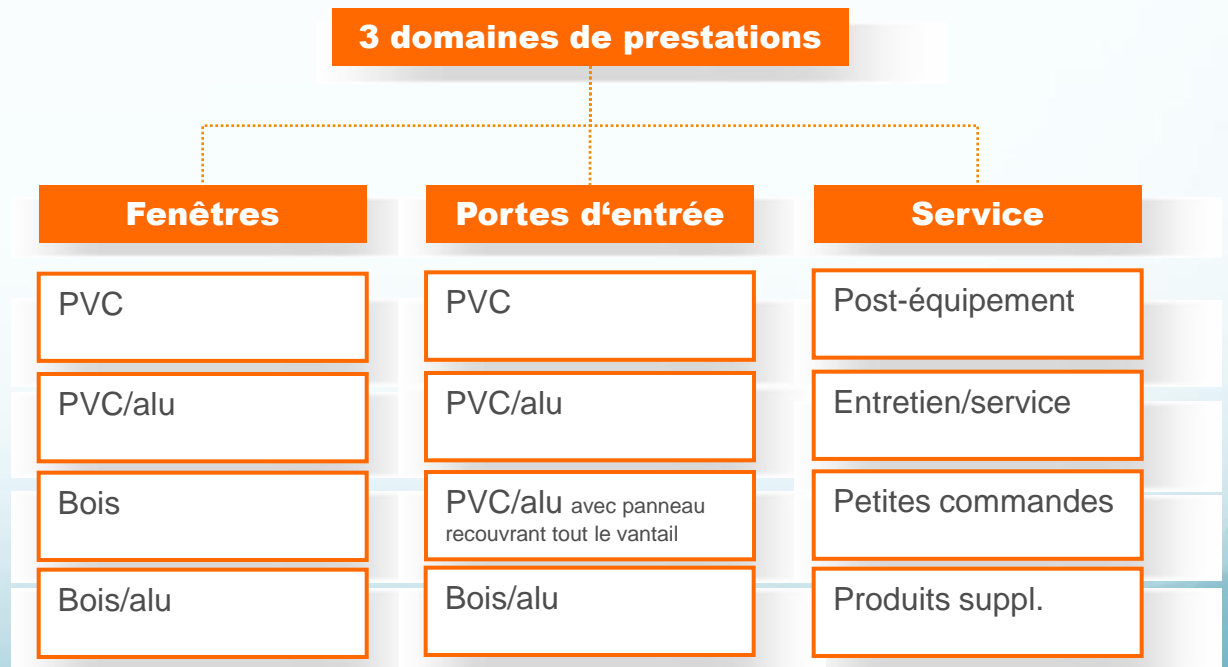 3 domaines de prestations
Fenêtres
PVC
PVC/alu
Bois
Bois/alu
Portes d‘entrée
PVC
PVC/alu
PVC/alu avec panneau
recouvrant tout le vantail
Bois/alu
Service
Post-équipement
Entretien/service
Petites commandes
Produits suppl.